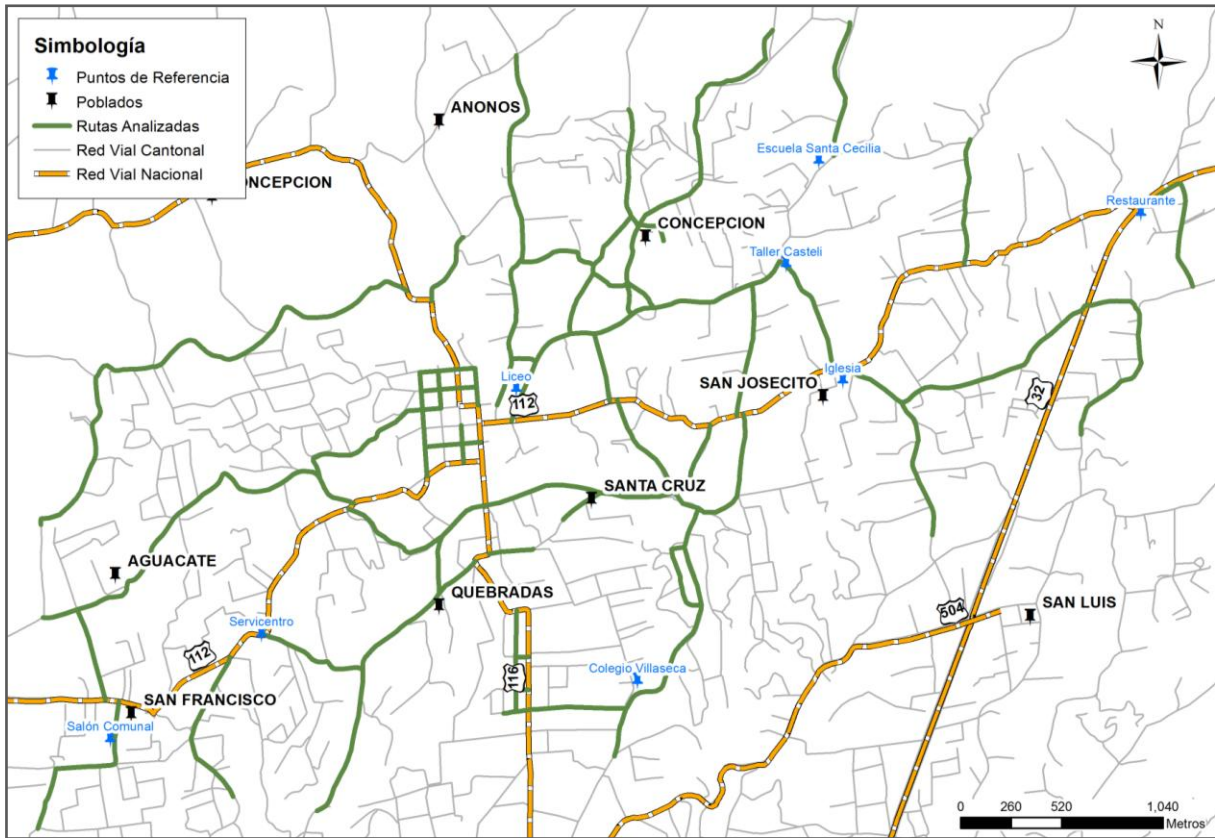 Simbología
Puntos de Referencia
Poblados
Rutas Analizadas
Red Vial Cantonal
Red Vial Nacional
N
ANONOS
Escuela Santa Cecilia
ONCEPCION
Restaurante
CONCEPCION
Taller Casteli
Liceo
112
SAN JOSECITO
Iglesia
32
SANTA CRUZ
AGUACATE
QUEBRADAS
504
SAN LUIS
Servicentro
112
116
Colegio Villaseca
SAN FRANCISCO
Salón Comunal
0 260 520 1,040
Metros